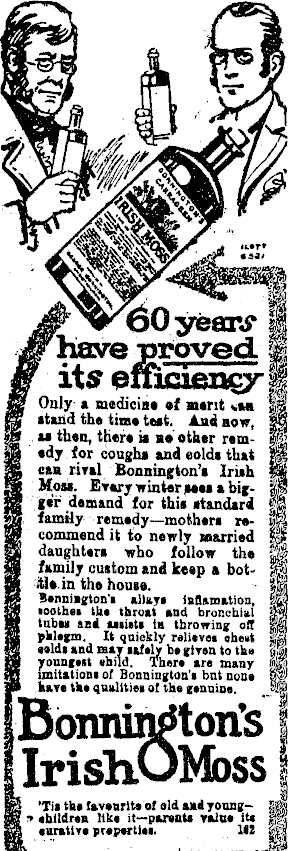 BONNINGTON'S
CARRAGEEN
IRISH MOSS
ILOTT
6521
60 years
have proved
its efficiency
Only a medicine of merit can
stand the time test. And now,
as then, there is no other rem-
edy for coughs and colds that
can rival Bonnington's Irish
Moss. Every winter sees a big-
ger demand for this standard
family remedy—mothers re-
commend it to newly married
daughters who follow the
family custom and keep a bot-
tle in the house.
Bonnington's allays inflamation,
soothes the throat and bronchial
tubes and assists in throwing off
phlegm. It quickly relieves chest
colds and may safely be given to the
youngest child. There are many
imitations of Bonnington's but none
have the qualities of the genuine.
Bonnington's
Irish Moss
'Tis the favourite of old and young—
children like it—parents value its
curative properties. 162